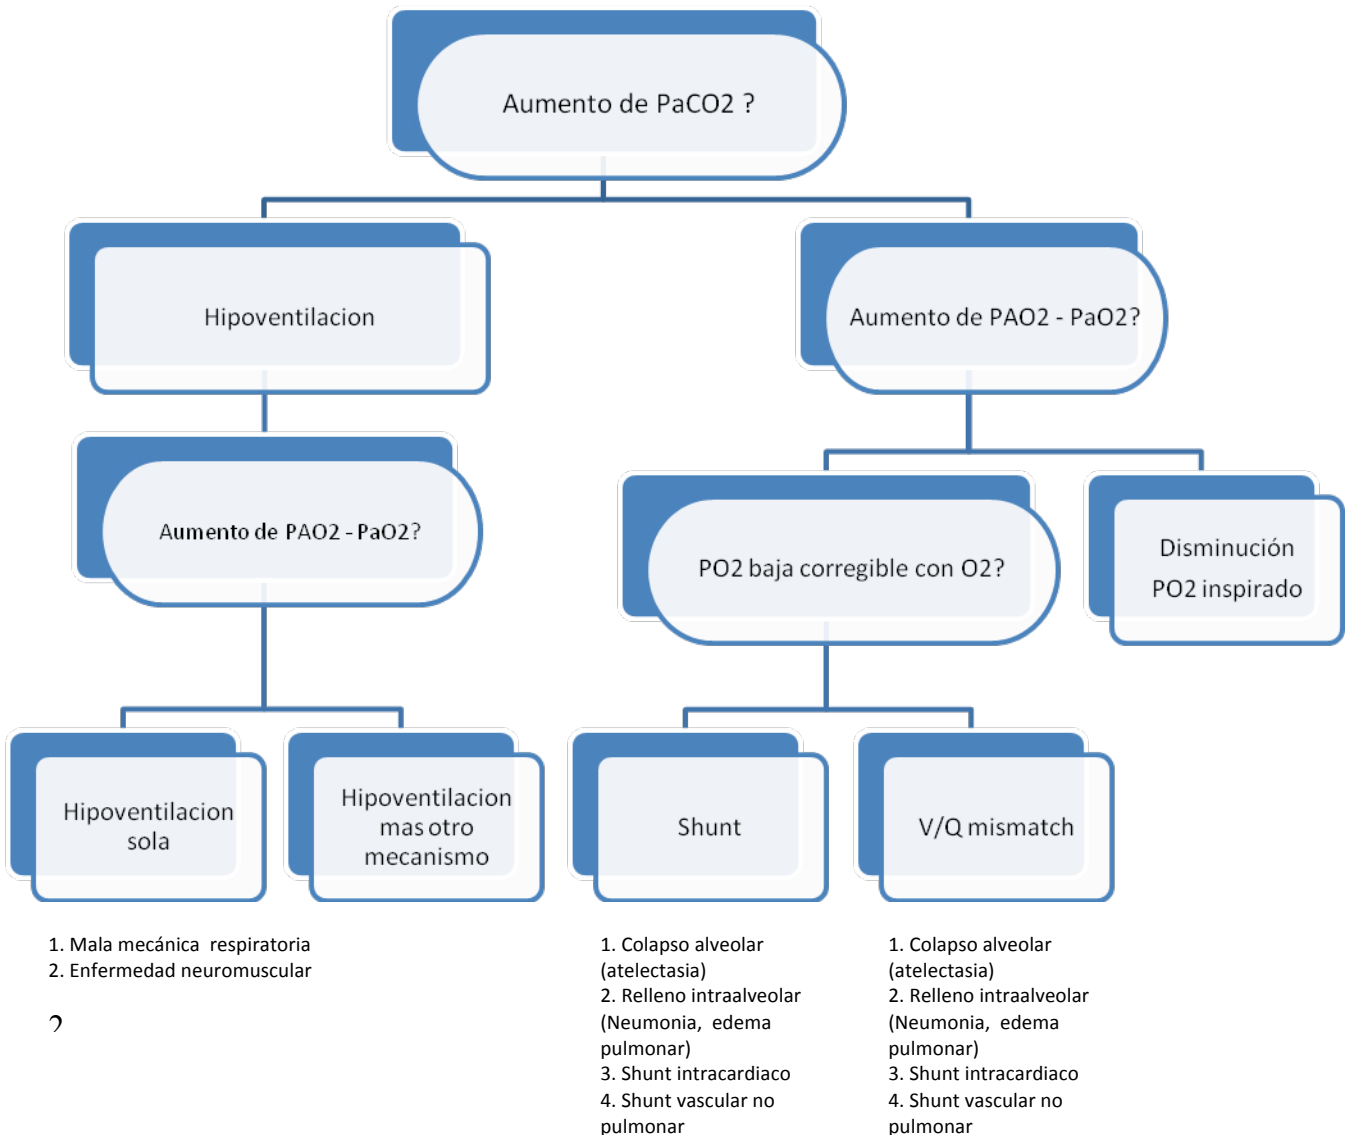 Aumento de PaCO2 ?
Hipoventilacion
Aumento de PAO2 - PaO2?
Aumento de PAO2 - PaO2?
PO2 baja corregible con O2?
Disminución
PO2 inspirado
Hipoventilacion
sola
Hipoventilacion
mas otro
mecanismo
Shunt
V/Q mismatch
1. Mala mecánica respiratoria
2. Enfermedad neuromuscular
1. Colapso alveolar
(atelectasia)
2. Relleno intraalveolar
(Neumonia, edema
pulmonar)
3. Shunt intracardiaco
4. Shunt vascular no
pulmonar
1. Colapso alveolar
(atelectasia)
2. Relleno intraalveolar
(Neumonia, edema
pulmonar)
3. Shunt intracardiaco
4. Shunt vascular no
pulmonar